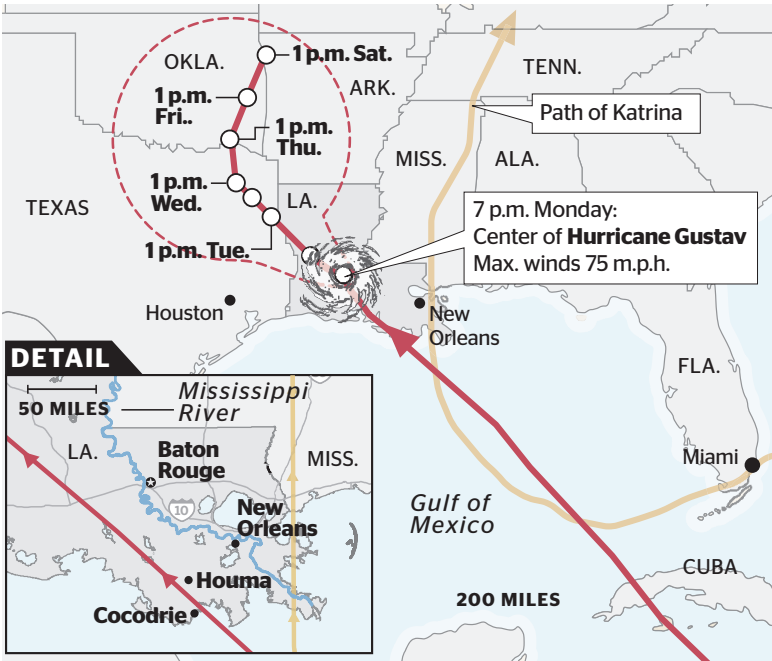 OKLA.
1 p.m. Sat.
TENN.
ARK.
1 p.m.
Fri..
Path of Katrina
1 p.m.
Thu.
MISS.
ALA.
1 p.m.
Wed.
LA.
TEXAS
7 p.m. Monday:
Center of Hurricane Gustav
Max. winds 75 m.p.h.
1 p.m. Tue.
Houston
New
Orleans
FLA.
Miami
Gulf of
Mexico
CUBA
200 MILES
DETAIL
50 MILES
Mississippi
River
LA.
Baton
Rouge
MISS.
10
New
Orleans
Houma
Cocodrie